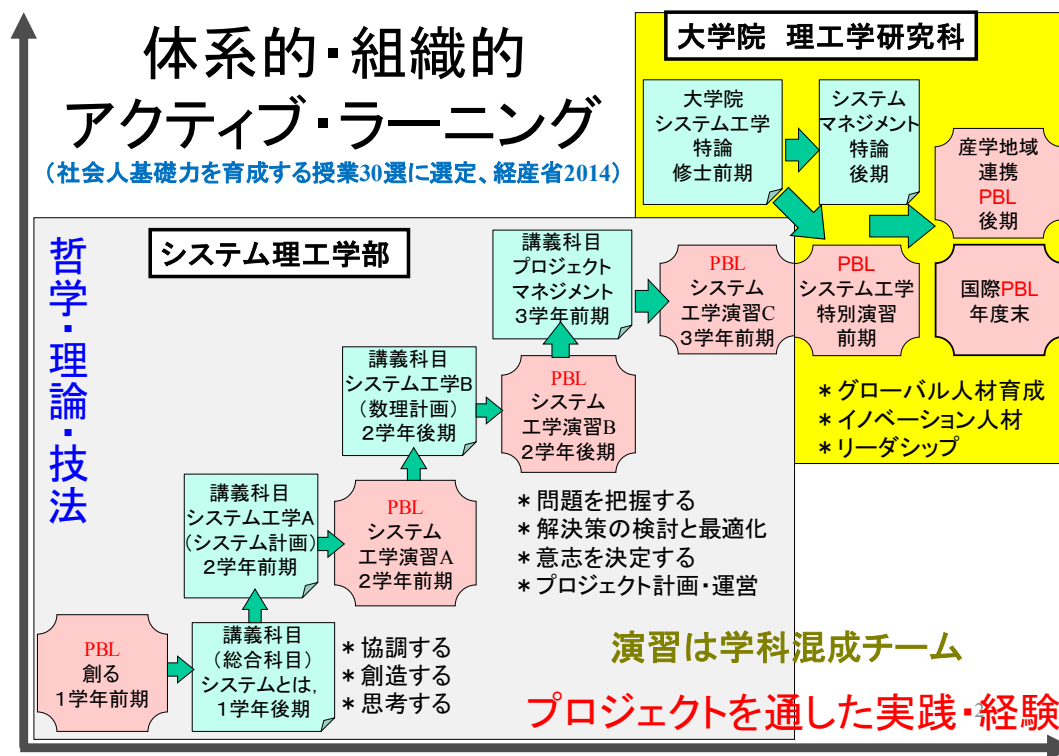 体系的・組織的
アクティブ・ラーニング
（社会人基礎力を育成する授業30選に選定、経産省2014）
大学院 理工学研究科
大学院
システム工学
特論
修士前期
システム
マネジメント
特論
後期
産学地域
連携
PBL
後期
哲学・理論・技法
システム理工学部
講義科目
プロジェクト
マネジメント
3学年前期
PBL
システム
工学演習C
3学年前期
PBL
システム工学
特別演習
前期
国際PBL
年度末
講義科目
システム工学B
（数理計画）
2学年後期
PBL
システム
工学演習B
2学年後期
＊グローバル人材育成
＊イノベーション人材
＊リーダシップ
講義科目
システム工学A
（システム計画）
2学年前期
PBL
システム
工学演習A
2学年前期
＊問題を把握する
＊解決策の検討と最適化
＊意志を決定する
＊プロジェクト計画・運営
PBL
創る
1学年前期
講義科目
（総合科目）
システムとは，
1学年後期
＊協調する
＊創造する
＊思考する
演習は学科混成チーム
プロジェクトを通した実践・経験
2